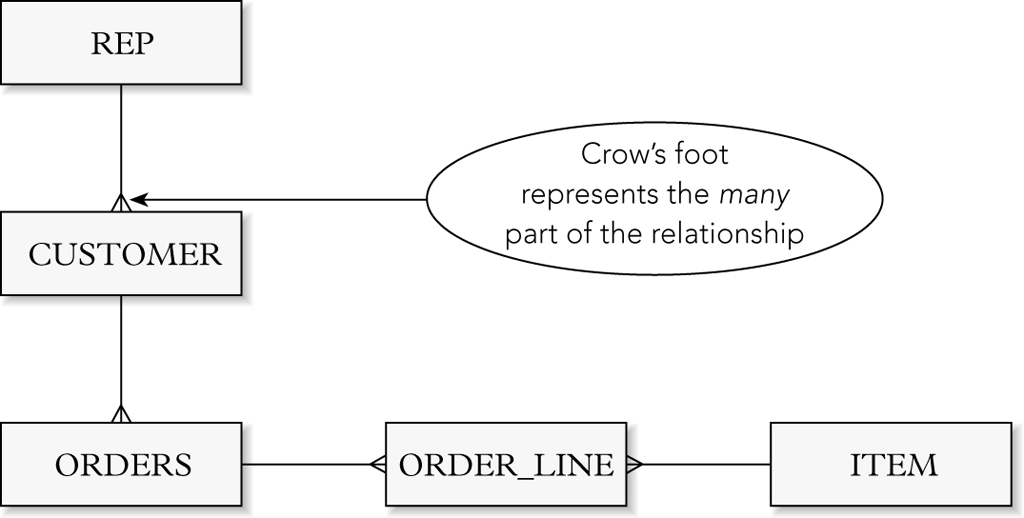 REP
Crow’s foot
represents the many
part of the relationship
CUSTOMER
ORDERS
ORDER_LINE
ITEM